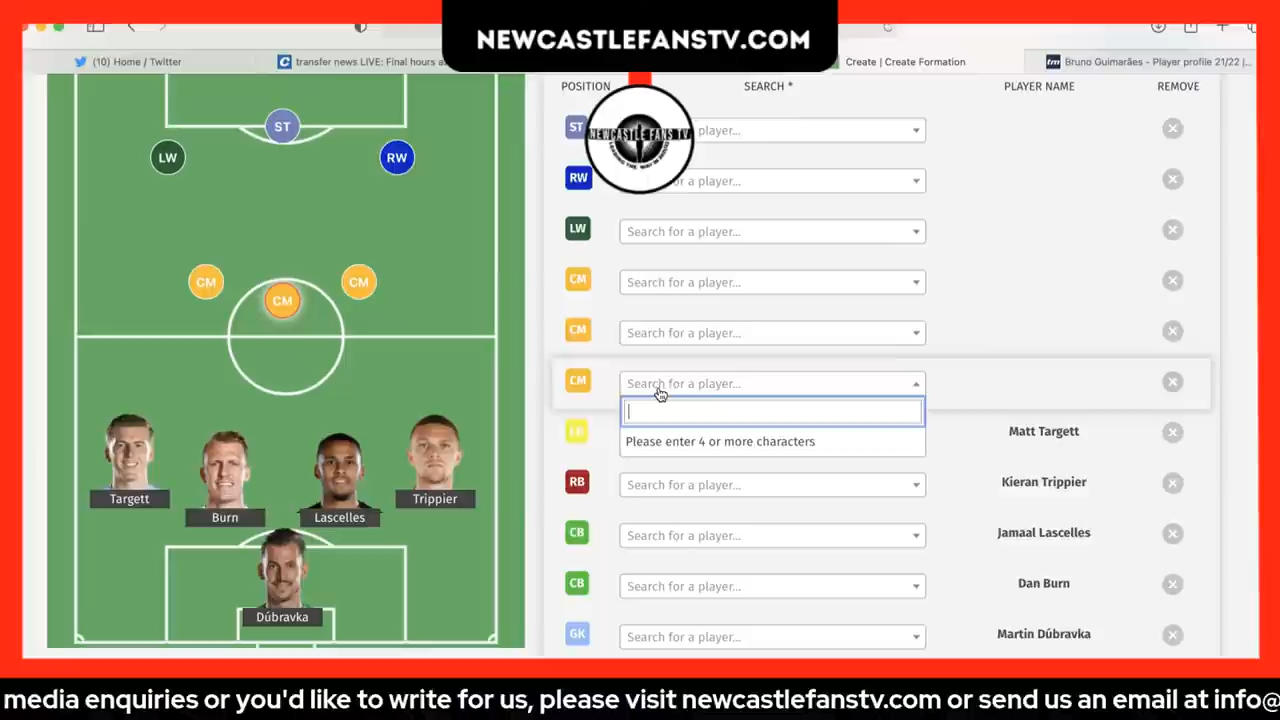 NEWCASTLEFANSTV.COM
(10) Home / Twitter
transfer news LIVE: Final hours a
Create | Create Formation
tm Bruno Guimarães - Player profile 21/22 |...
POSITION SEARCH * PLAYER NAME REMOVE
NEWCASTLE FANS TV
ST player...
RW for a player...
LW Search for a player...
CM Search for a player...
CM Search for a player...
CM Search for a player...
Please enter 4 or more characters
LB Matt Targett
RB Search for a player... Kieran Trippier
CB Search for a player... Jamaal Lascelles
CB Search for a player... Dan Burn
GK Search for a player... Martin Dúbravka
ST
LW RW
CM CM CM
Targett Trippier
Burn Lascelles
Dúbravka
media enquiries or you'd like to write for us, please visit newcastlefanstv.com or send us an email at info@